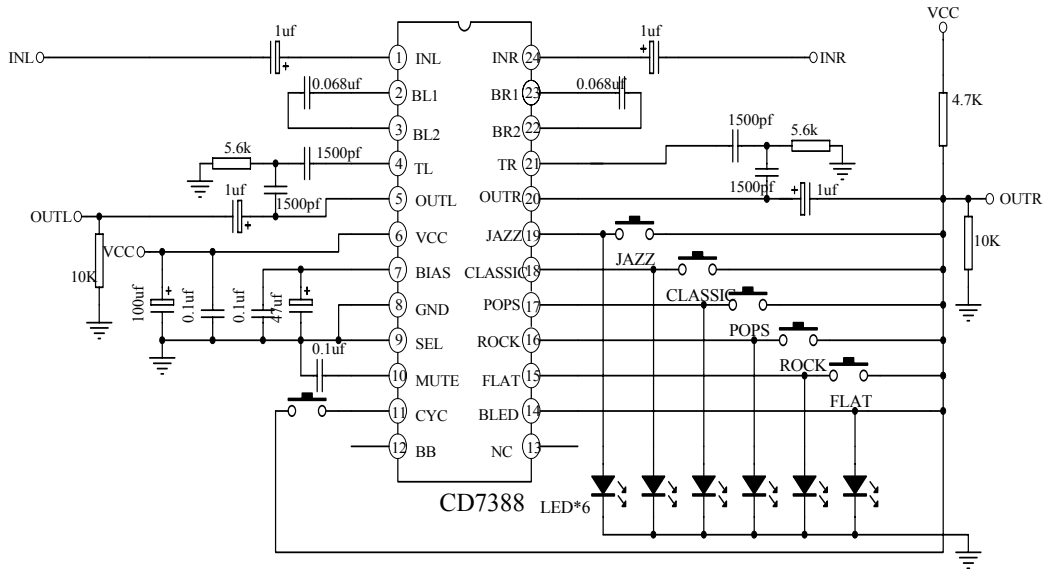 VCC
1uf
1uf
INLo
1
INL
INR
24
INR
0.068uf
2
BL1
BR1
23
0.068uf
4.7K
3
BL2
BR2
22
1500pf
5.6k
5.6k
1500pf
4
TL
TR
21
1uf
1500pf
5
OUTL
OUTR
20
1500pf
1uf
OUTL
OUTR
6
VCC
JAZZ
19
VCC
10K
JAZZ
10K
7
BIAS
CLASSIC
18
100uf
0.1uf
0.1uf
47uf
8
GND
POPS
17
CLASSIC
POPS
9
SEL
ROCK
16
0.1uf
ROCK
10
MUTE
FLAT
15
FLAT
11
CYC
BLED
14
12
BB
NC
13
CD7388
LED*6